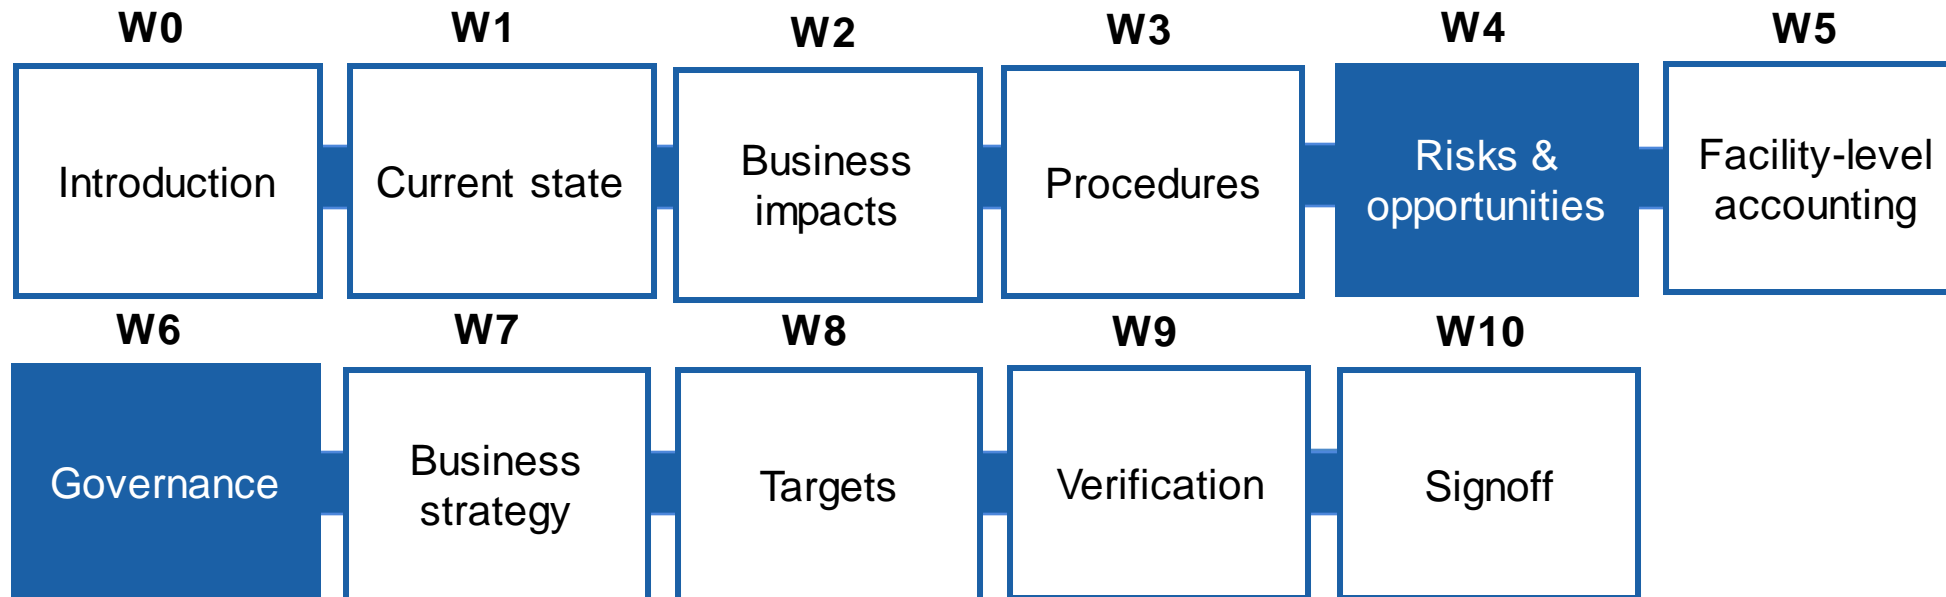 W0 W1 W2 W3 W4 W5
Introduction
Current state
Business
impacts
Procedures
Risks &
opportunities
Facility-level
accounting
W6 W7 W8 W9 W10
Governance
Business
strategy
Targets
Verification
Signoff